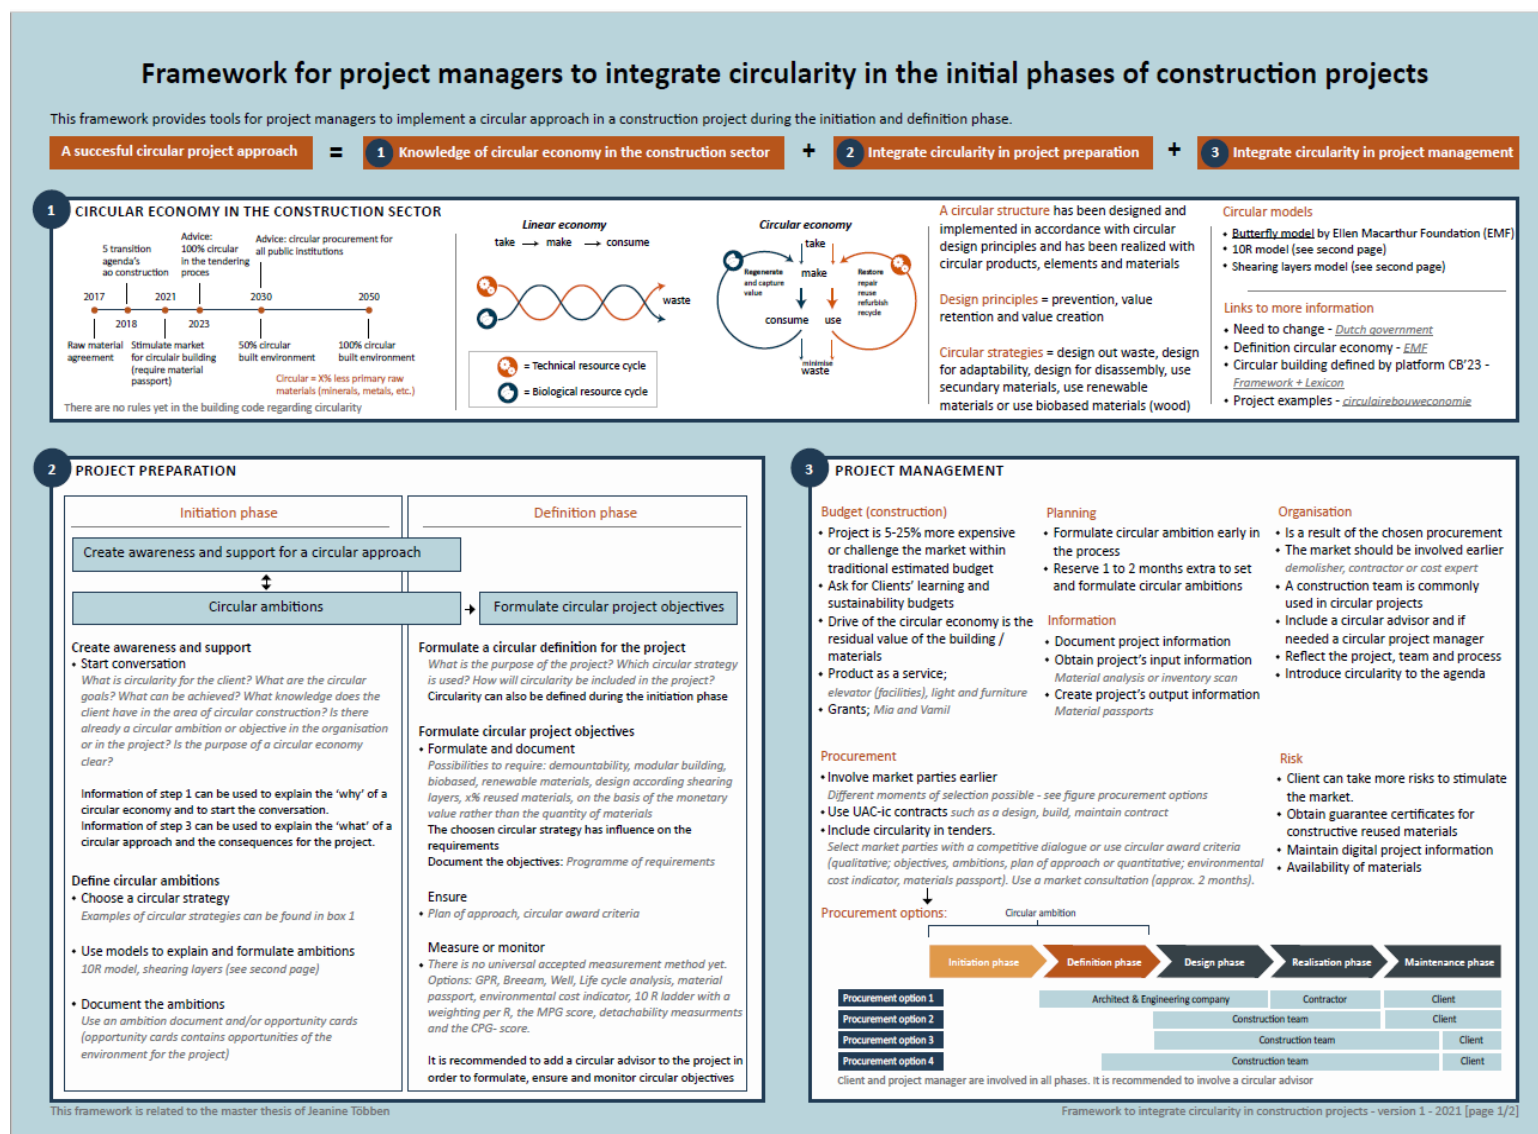 Framework for project managers to integrate circularity in the initial phases of construction projects
This framework provides tools for project managers to implement a circular approach in a construction project during the initiation and definition phase.
A succesful circular project approach
=
1 Knowledge of circular economy in the construction sector
+
2 Integrate circularity in project preparation
+
3 Integrate circularity in project management
1 CIRCULAR ECONOMY IN THE CONSTRUCTION SECTOR
5 transition
agenda's
ao construction
Advice:
100% circular
in the tendering
proces
Advice: circular procurement for
all public institutions
2017
2021
2030
2050
2018
2023
Raw material
agreement
Stimulate market
for circulair building
(require material
passport)
50% circular
built environment
100% circular
built environment
Circular = X% less primary raw
materials (minerals, metals, etc.)
There are no rules yet in the building code regarding circularity
Linear economy
take
make
consume
waste
= Technical resource cycle
= Biological resource cycle
Circular economy
take
make
Regenerate
and capture
value
Restore
repair
reuse
refurbish
recycle
consume
use
minimise
waste
A circular structure has been designed and
implemented in accordance with circular
design principles and has been realized with
circular products, elements and materials
Design principles = prevention, value
retention and value creation
Circular strategies = design out waste, design
for adaptability, design for disassembly, use
secundary materials, use renewable
materials or use biobased materials (wood)
Circular models
• Butterfly model by Ellen Macarthur Foundation (EMF)
• 10R model (see second page)
• Shearing layers model (see second page)
Links to more information
• Need to change - Dutch government
• Definition circular economy - EMF
• Circular building defined by platform CB'23 -
Framework + Lexicon
• Project examples - circulairebouweconomie
2 PROJECT PREPARATION
Initiation phase
Definition phase
Create awareness and support for a circular approach
Circular ambitions
Formulate circular project objectives
Create awareness and support
• Start conversation
What is circularity for the client? What are the circular
goals? What can be achieved? What knowledge does the
client have in the area of circular construction? Is there
already a circular ambition or objective in the organisation
or in the project? Is the purpose of a circular economy
clear?
Information of step 1 can be used to explain the 'why' of a
circular economy and to start the conversation.
Information of step 3 can be used to explain the 'what' of a
circular approach and the consequences for the project.
Define circular ambitions
• Choose a circular strategy
Examples of circular strategies can be found in box 1
• Use models to explain and formulate ambitions
10R model, shearing layers (see second page)
• Document the ambitions
Use an ambition document and/or opportunity cards
(opportunity cards contains opportunities of the
environment for the project)
Formulate a circular definition for the project
What is the purpose of the project? Which circular strategy
is used? How will circularity be included in the project?
Circularity can also be defined during the initiation phase
Formulate circular project objectives
• Formulate and document
Possibilities to require: demountability, modular building,
biobased, renewable materials, design according shearing
layers, x% reused materials, on the basis of the monetary
value rather than the quantity of materials
The choosen circular strategy has influence on the
requirements
Document the objectives: Programme of requirements
Ensure
• Plan of approach, circular award criteria
Measure or monitor
• There is no universal accepted measurement method yet.
Options: GPR, Breeam, Well, Life cycle analysis, material
passport, environmental cost indicator, 10 R ladder with a
weighting per R, the MPG score, detachability measurments
and the CPG- score.
It is recommended to add a circular advisor to the project in
order to formulate, ensure and monitor circular objectives
3 PROJECT MANAGEMENT
Budget (construction)
• Project is 5-25% more expensive
or challenge the market within
traditional estimated budget
• Ask for Clients' learning and
sustainability budgets
• Drive of the circular economy is the
residual value of the building /
materials
• Product as a service;
elevator (facilities), light and furniture
• Grants; Mia and Vamil
Planning
• Formulate circular ambition early in
the process
• Reserve 1 to 2 months extra to set
and formulate circular ambitions
Information
• Document project information
• Obtain project's input information
Material analysis or inventory scan
• Create project's output information
Material passports
Organisation
• Is a result of the chosen procurement
• The market should be involved earlier
demolisher, contractor or cost expert
• A construction team is commonly
used in circular projects
• Include a circular advisor and if
needed a circular project manager
• Reflect the project, team and process
• Introduce circularity to the agenda
Procurement
• Involve market parties earlier
Different moments of selection possible - see figure procurement options
• Use UAC-ic contracts such as a design, build, maintain contract
• Include circularity in tenders.
Select market parties with a competitive dialogue or use circular award criteria
(qualitative; objectives, ambitions, plan of approach or quantitative; environmental
cost indicator, materials passport). Use a market consultation (approx. 2 months).
Risk
• Client can take more risks to stimulate
the market.
• Obtain guarantee certificates for
constructive reused materials
• Maintain digital project information
• Availability of materials
Procurement options:
Circular ambition
Initiation phase
Definition phase
Design phase
Realisation phase
Maintenance phase
Procurement option 1
Architect & Engineering company
Contractor
Client
Procurement option 2
Construction team
Client
Procurement option 3
Construction team
Client
Procurement option 4
Construction team
Client
Client and project manager are involved in all phases. It is recommended to involve a circular advisor
This framework is related to the master thesis of Jeanine Többen
Framework to integrate circularity in construction projects - version 1 - 2021 [page 1/2]